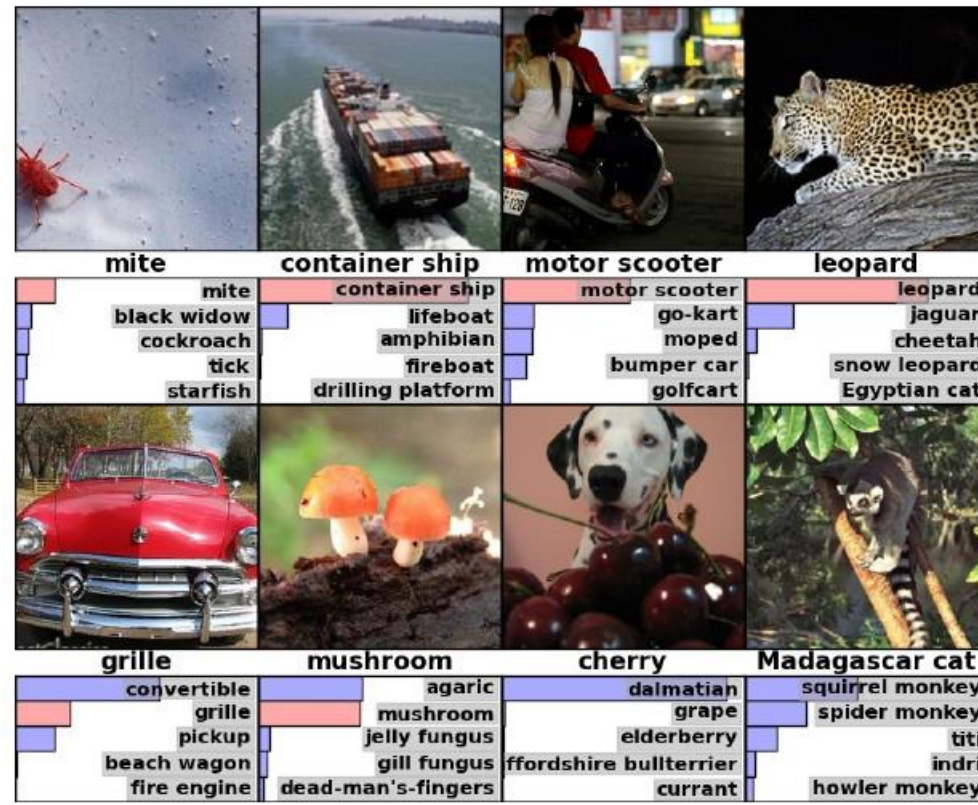 mite
container ship
motor scooter
leopard
mite
black widow
cockroach
tick
starfish
container ship
lifeboat
amphibian
fireboat
drilling platform
motor scooter
go-kart
moped
bumper car
golfcart
leopard
jaguar
cheetah
snow leopard
Egyptian cat
grille
mushroom
cherry
Madagascar cat
convertible
grille
pickup
beach wagon
fire engine
agaric
mushroom
jelly fungus
gill fungus
dead-man's-fingers
dalmatian
grape
elderberry
ffordshire bullterrier
currant
squirrel monkey
spider monkey
titi
indri
howler monkey